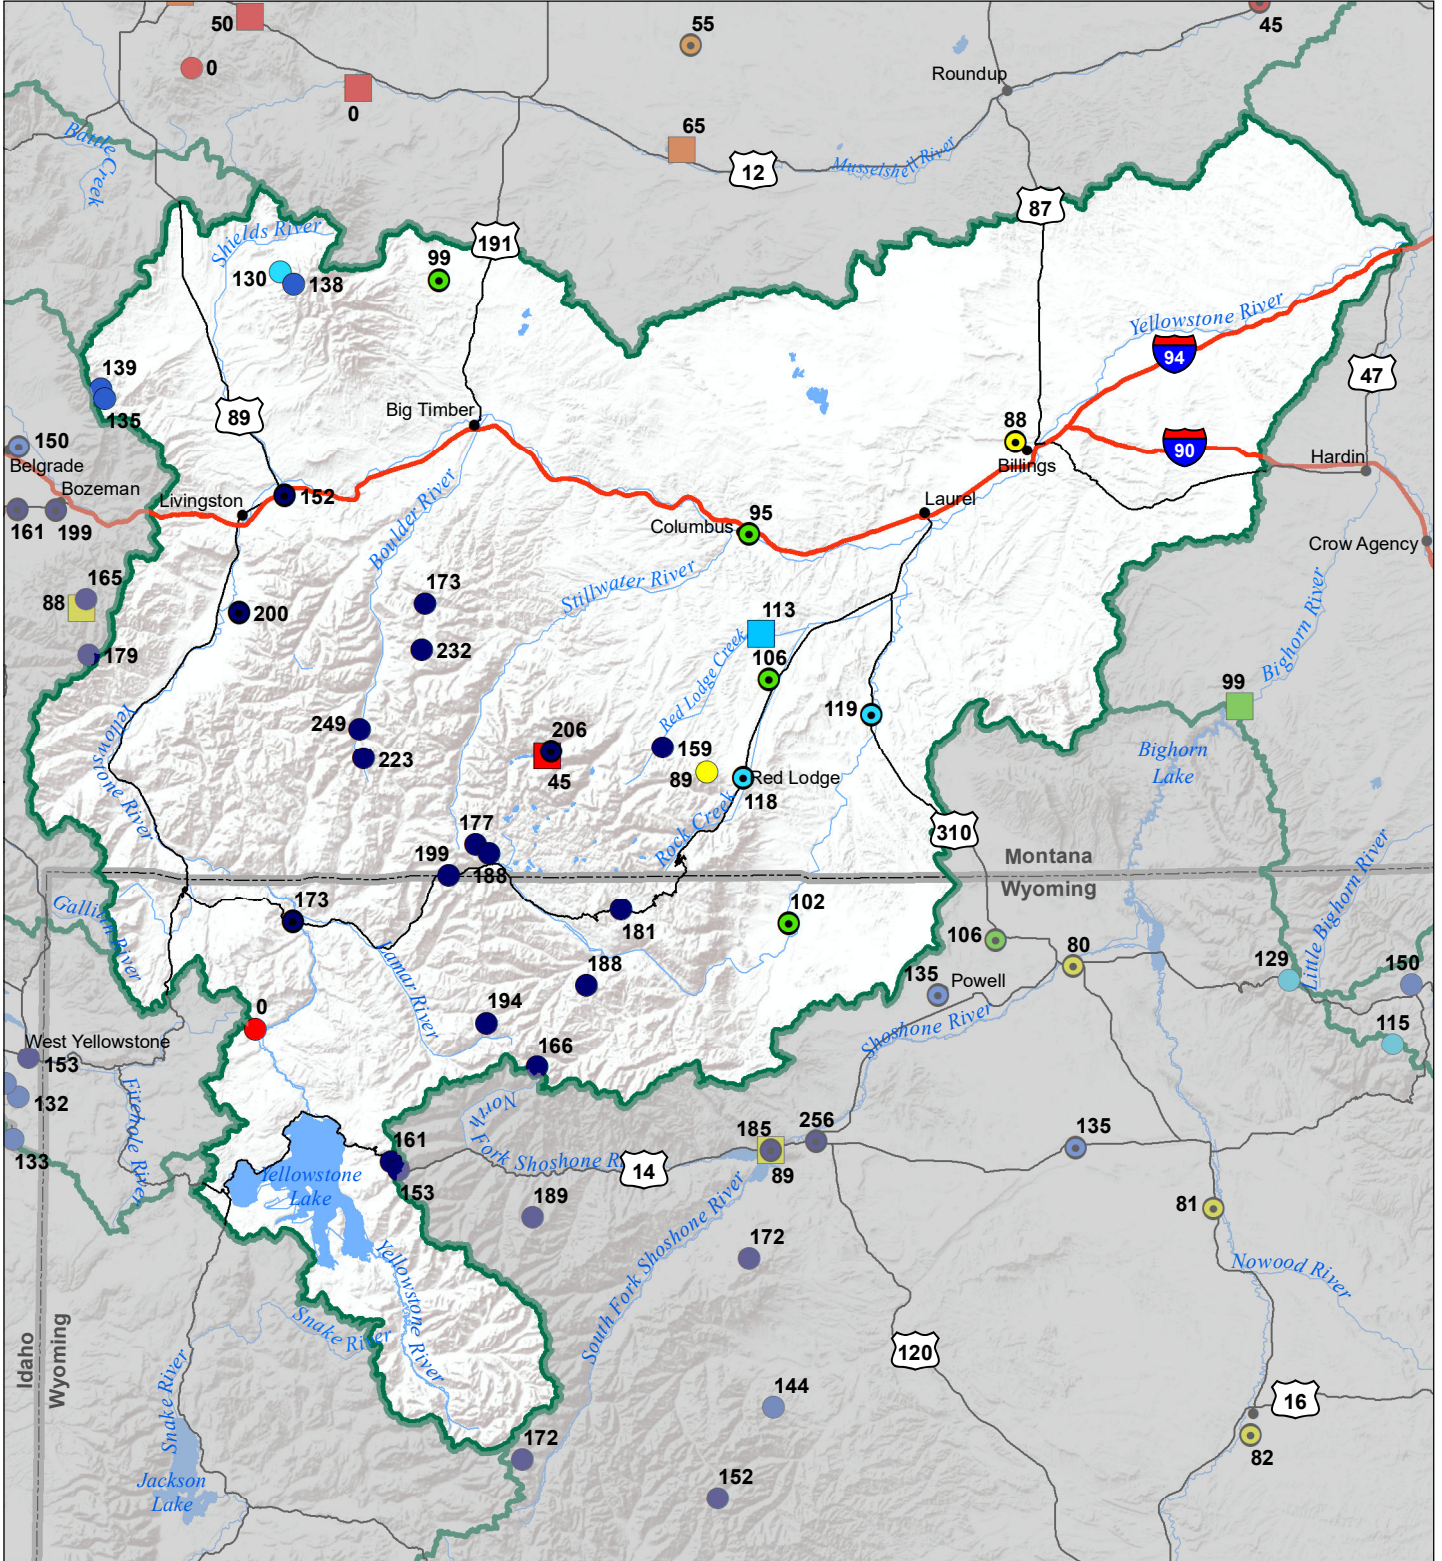 50
0
0
55
45
Roundup
65
12
Musselshell River
Battle
Creek
87
191
Shields River
99
130
138
Yellowstone River
94
47
139
135
89
Big Timber
88
90
150
Belgrade
Bozeman
Billings
Hardin
Livingston
152
Laurel
161
199
Columbus
95
Crow Agency
Boulder River
Stillwater River
165
88
173
200
113
Bighorn River
179
232
Red Lodge Creek
106
99
249
223
119
206
45
159
89
Red Lodge
118
Bighorn
Lake
Yellowstone River
177
199
188
Rock Creek
310
Montana
Wyoming
Little Bighorn River
Gallatin River
173
181
102
106
80
Lamar River
188
135
Powell
129
150
194
0
Shoshone River
115
West Yellowstone
153
166
132
133
Firehole River
North
Fork Shoshone R
161
153
185
256
89
14
135
Yellowstone
Lake
189
81
172
South Fork Shoshone River
Yellowstone River
Nowood River
Snake River
Idaho
Wyoming
120
144
16
Snake River
82
172
Jackson
Lake
152